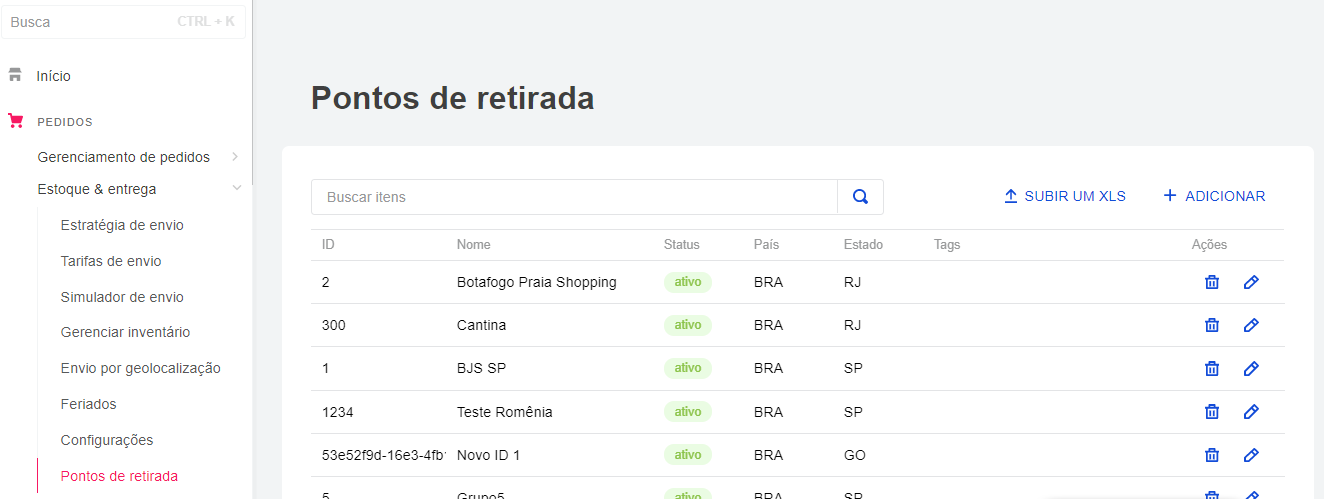 Busca CTRL + K
Início
PEDIDOS
Gerenciamento de pedidos
Estoque & entrega
Estratégia de envio
Tarifas de envio
Simulador de envio
Gerenciar inventário
Envio por geolocalização
Feriados
Configurações
Pontos de retirada
Pontos de retirada
Buscar itens
SUBIR UM XLS
ADICIONAR
ID Nome Status País Estado Tags Ações
2 Botafogo Praia Shopping ativo BRA RJ
300 Cantina ativo BRA RJ
1 BJS SP ativo BRA SP
1234 Teste Romênia ativo BRA SP
53e52f9d-16e3-4fb Novo ID 1 ativo BRA GO
5 Grupo5 ativo BRA SP